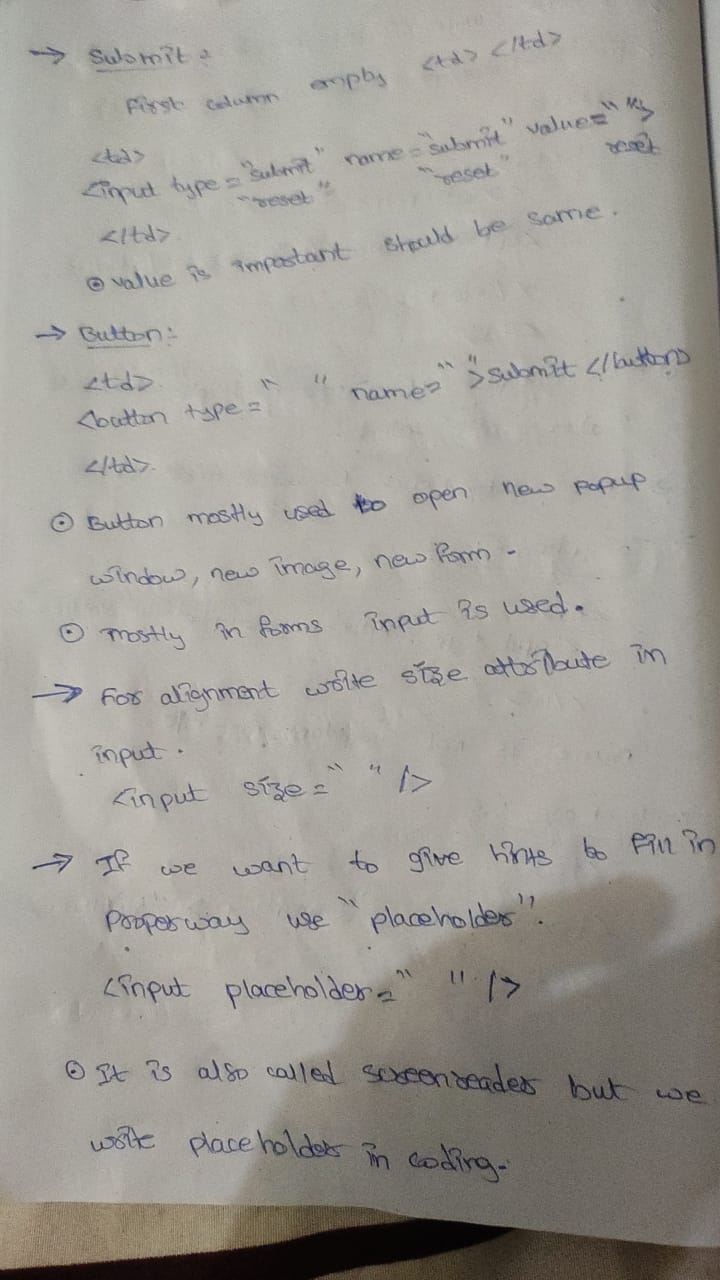 → Submit :
First column empty <td> </td>
<td>
<input type="submit" name="submit" value=" "/>
"reset" "reset" reset
</td>
⊙ value is important should be same.
→ Button:-
<td>
<button type=" " name=" ">submit </button>
</td>.
⊙ Button mostly used to open new popup
window, new image, new form.
⊙ mostly in forms input is used.
→ For alignment write size attribute in
input.
<input size=" " />
→ If we want to give hints to fill in
proper way use "placeholder".
<input placeholder=" " />
⊙ It is also called screenreader but we
write placeholder in coding.